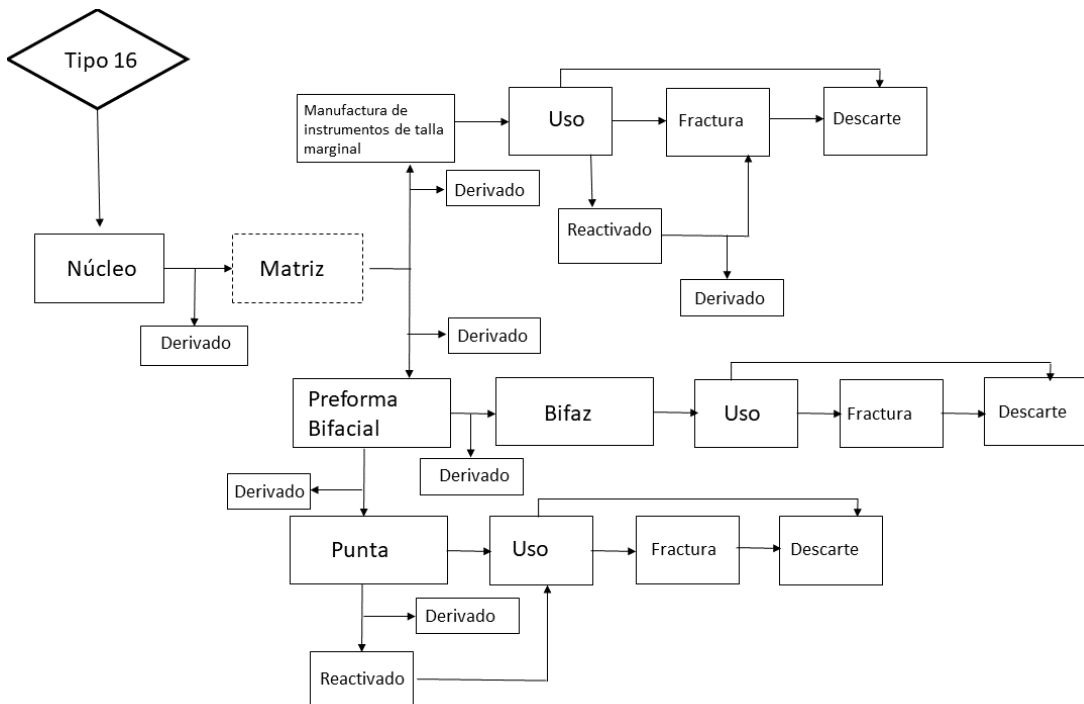 Tipo 16
Manufactura de
instrumentos de talla
marginal
Uso
Fractura
Descarte
Derivado
Reactivado
Núcleo
Matriz
Derivado
Derivado
Derivado
Preforma
Bifacial
Bifaz
Uso
Fractura
Descarte
Derivado
Derivado
Punta
Uso
Fractura
Descarte
Derivado
Reactivado